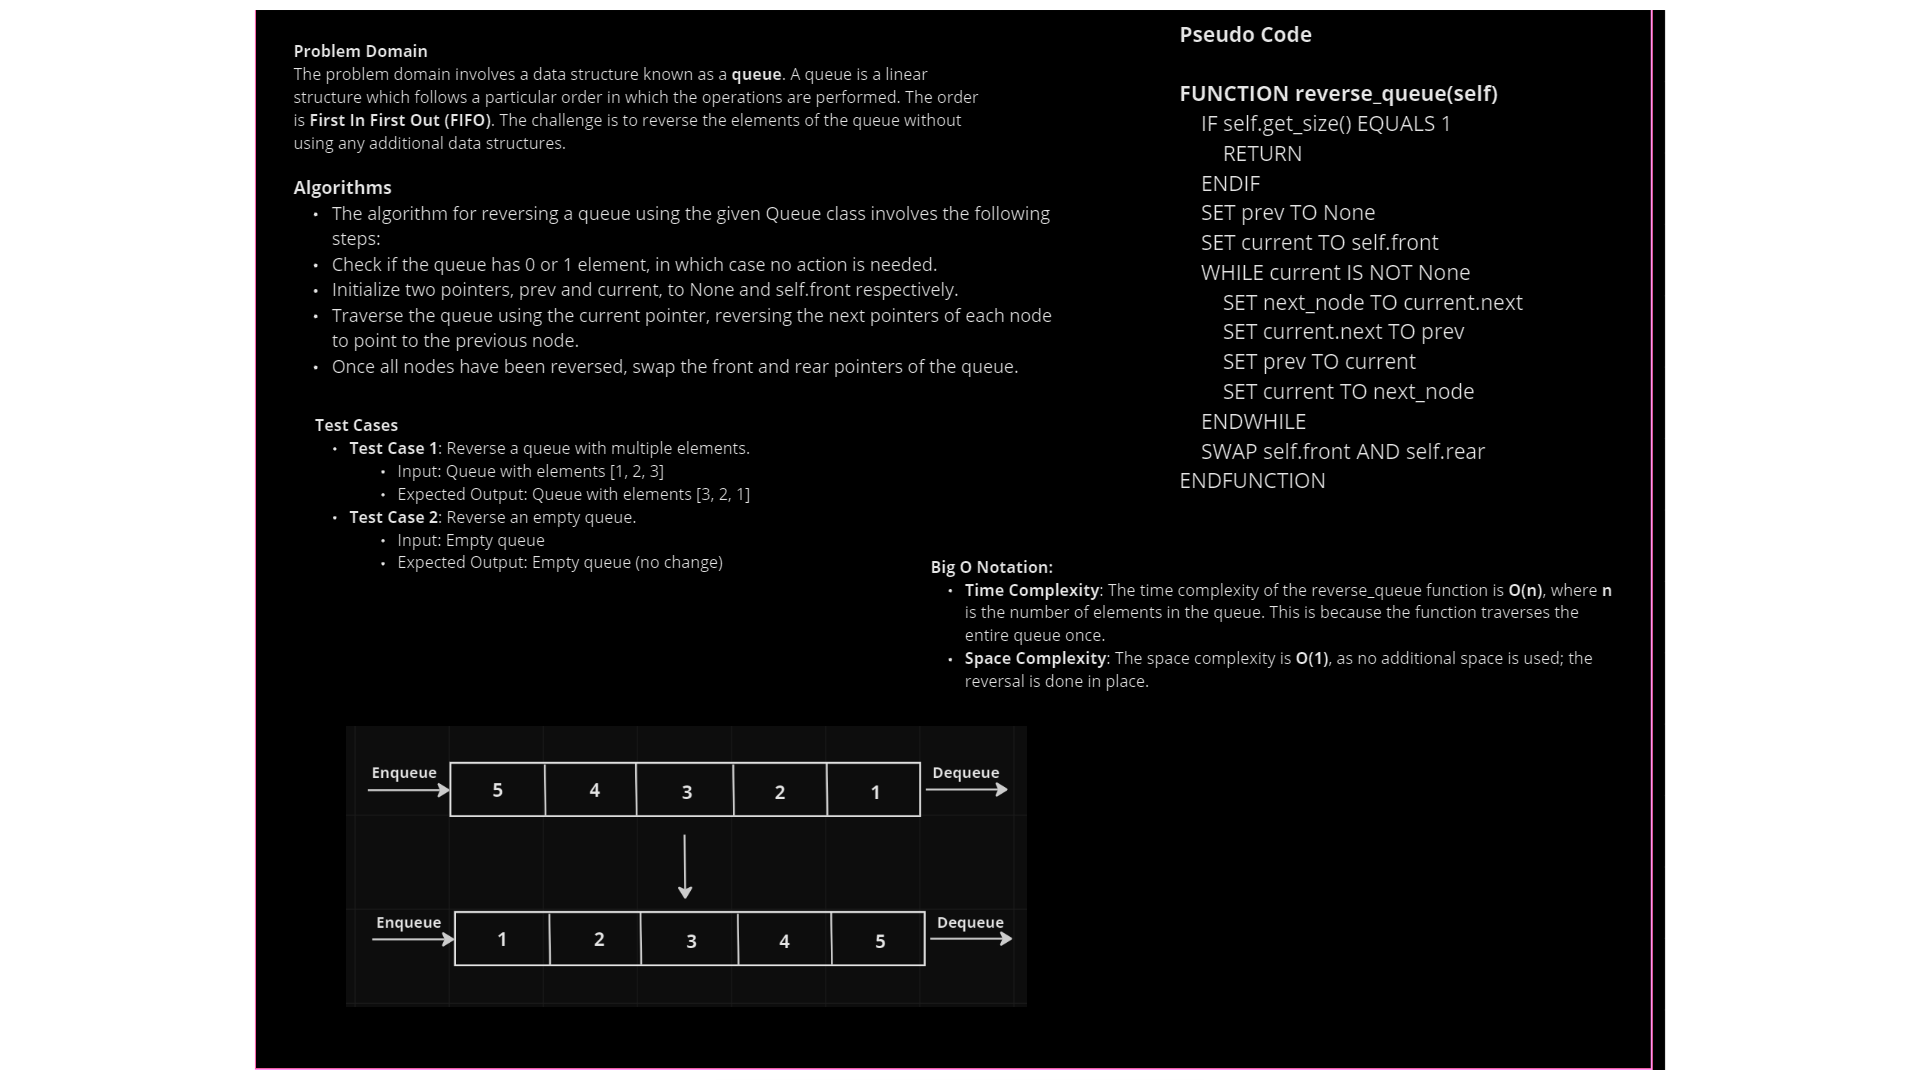 Problem Domain
The problem domain involves a data structure known as a queue. A queue is a linear
structure which follows a particular order in which the operations are performed. The order
is First In First Out (FIFO). The challenge is to reverse the elements of the queue without
using any additional data structures.
Algorithms
• The algorithm for reversing a queue using the given Queue class involves the following
steps:
• Check if the queue has 0 or 1 element, in which case no action is needed.
• Initialize two pointers, prev and current, to None and self.front respectively.
• Traverse the queue using the current pointer, reversing the next pointers of each node
to point to the previous node.
• Once all nodes have been reversed, swap the front and rear pointers of the queue.
Test Cases
• Test Case 1: Reverse a queue with multiple elements.
• Input: Queue with elements [1, 2, 3]
• Expected Output: Queue with elements [3, 2, 1]
• Test Case 2: Reverse an empty queue.
• Input: Empty queue
• Expected Output: Empty queue (no change)
Pseudo Code
FUNCTION reverse_queue(self)
IF self.get_size() EQUALS 1
RETURN
ENDIF
SET prev TO None
SET current TO self.front
WHILE current IS NOT None
SET next_node TO current.next
SET current.next TO prev
SET prev TO current
SET current TO next_node
ENDWHILE
SWAP self.front AND self.rear
ENDFUNCTION
Big O Notation:
• Time Complexity: The time complexity of the reverse_queue function is O(n), where n
is the number of elements in the queue. This is because the function traverses the
entire queue once.
• Space Complexity: The space complexity is O(1), as no additional space is used; the
reversal is done in place.
Enqueue 5 4 3 2 1 Dequeue
Enqueue 1 2 3 4 5 Dequeue